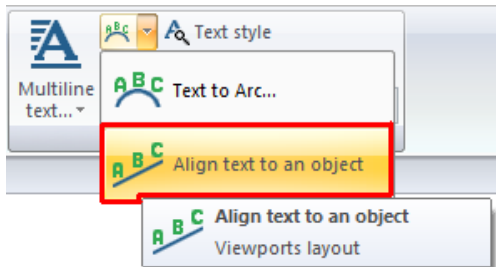 Text style
Multiline
text...
Text to Arc...
Align text to an object
Align text to an object
Viewports layout